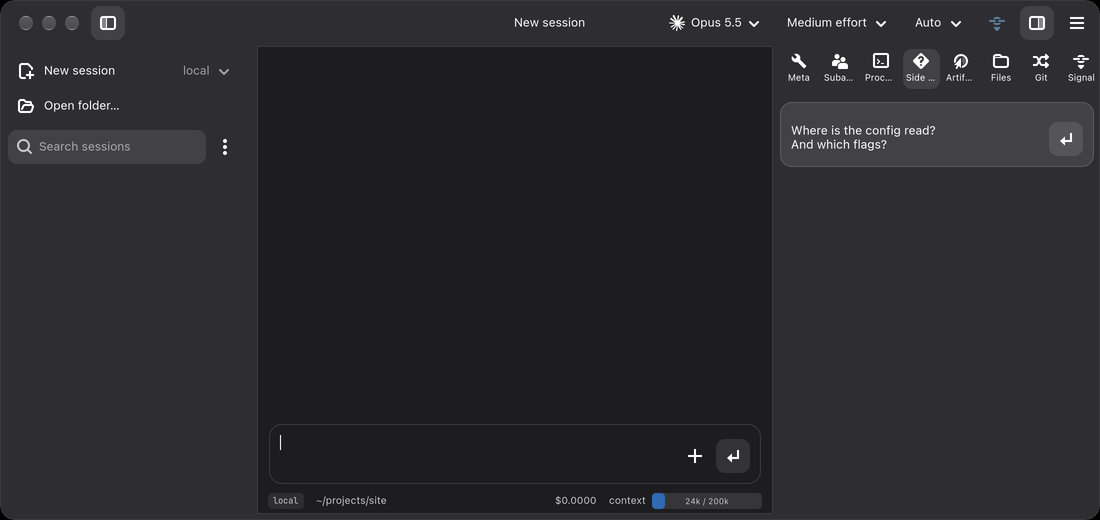 New session
Opus 5.5
Medium effort
Auto
New session
local
Open folder...
Search sessions
Meta
Suba...
Proc...
Side ...
Artif...
Files
Git
Signal
Where is the config read?
And which flags?
local
~/projects/site
$0.0000
context
24k / 200k